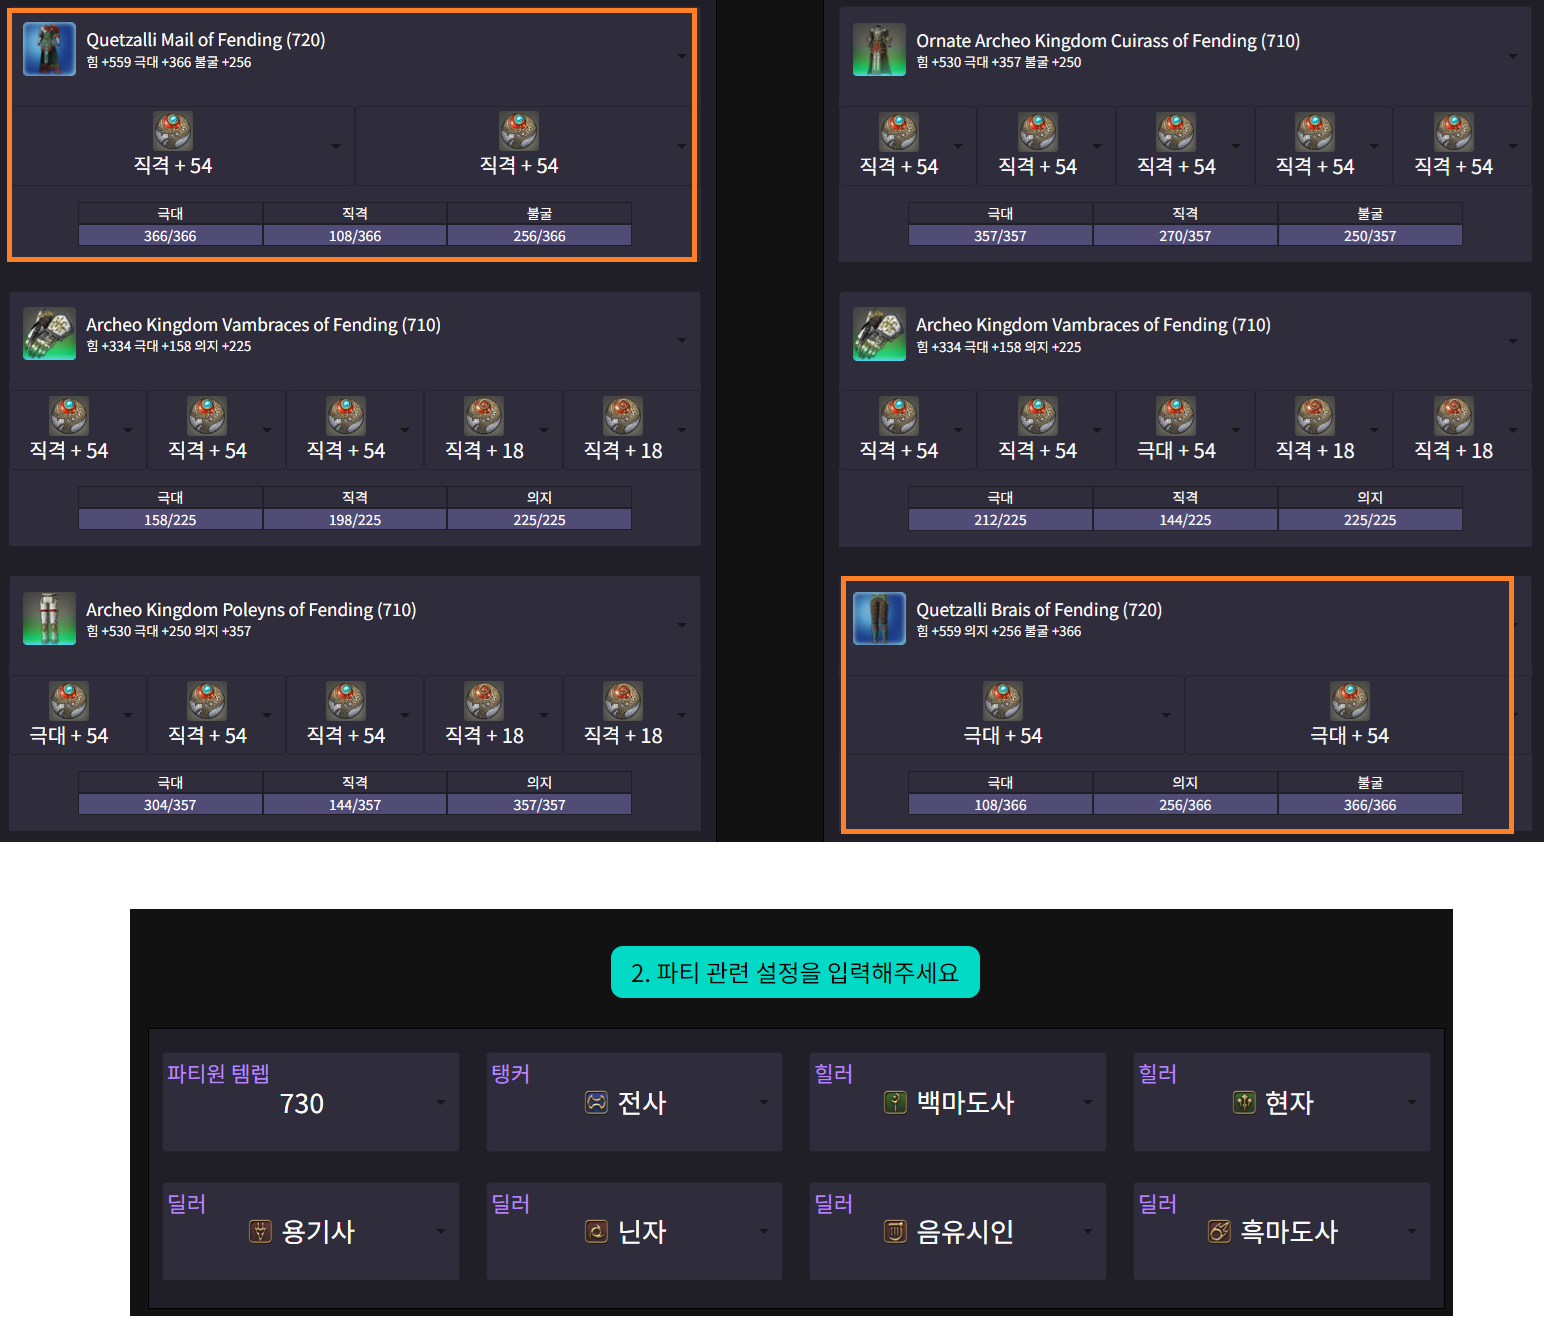 Quetzalli Mail of Fending (720)
힘 +559 극대 +366 불굴 +256
직격 + 54
직격 + 54
극대 직격 불굴
366/366 108/366 256/366
Archeo Kingdom Vambraces of Fending (710)
힘 +334 극대 +158 의지 +225
직격 + 54
직격 + 54
직격 + 54
직격 + 18
직격 + 18
극대 직격 의지
158/225 198/225 225/225
Archeo Kingdom Poleyns of Fending (710)
힘 +530 극대 +250 의지 +357
극대 + 54
직격 + 54
직격 + 54
직격 + 18
직격 + 18
극대 직격 의지
304/357 144/357 357/357
Ornate Archeo Kingdom Cuirass of Fending (710)
힘 +530 극대 +357 불굴 +250
직격 + 54
직격 + 54
직격 + 54
직격 + 54
직격 + 54
극대 직격 불굴
357/357 270/357 250/357
Archeo Kingdom Vambraces of Fending (710)
힘 +334 극대 +158 의지 +225
직격 + 54
직격 + 54
극대 + 54
직격 + 18
직격 + 18
극대 직격 의지
212/225 144/225 225/225
Quetzalli Brais of Fending (720)
힘 +559 의지 +256 불굴 +366
극대 + 54
극대 + 54
극대 의지 불굴
108/366 256/366 366/366
2. 파티 관련 설정을 입력해주세요
파티원 템렙
730
탱커
전사
힐러
백마도사
힐러
현자
딜러
용기사
딜러
닌자
딜러
음유시인
딜러
흑마도사